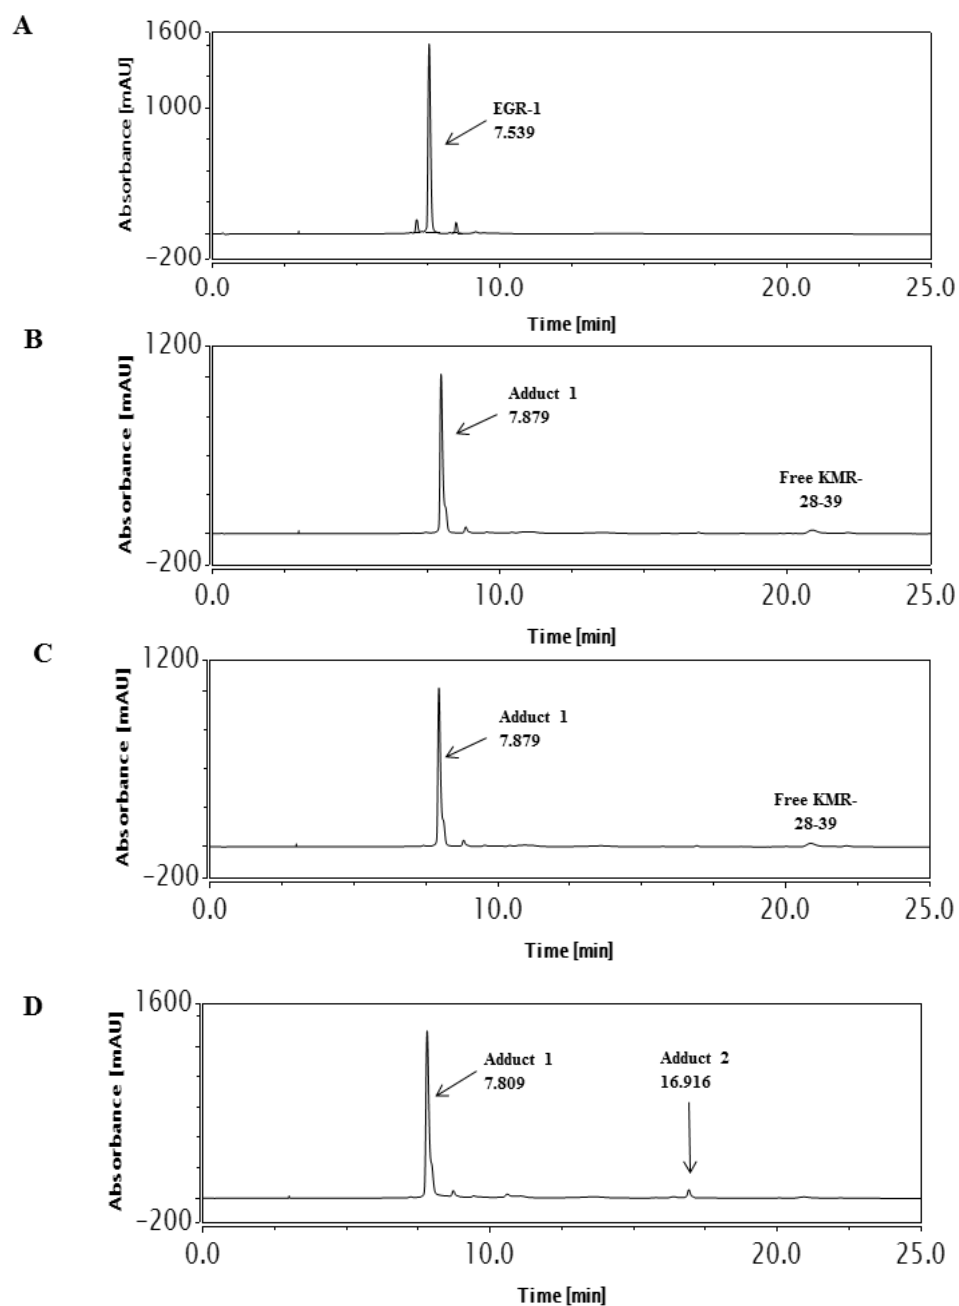 A
Absorbance [mAU]
1600
1000
-200
EGR-1
7.539
0.0 10.0 20.0 25.0
Time [min]
B
Absorbance [mAU]
1200
-200
Adduct 1
7.879
Free KMR-
28-39
0.0 10.0 20.0 25.0
Time [min]
C
Absorbance [mAU]
1200
-200
Adduct 1
7.879
Free KMR-
28-39
0.0 10.0 20.0 25.0
Time [min]
D
Absorbance [mAU]
1600
-200
Adduct 1
7.809
Adduct 2
16.916
0.0 10.0 20.0 25.0
Time [min]